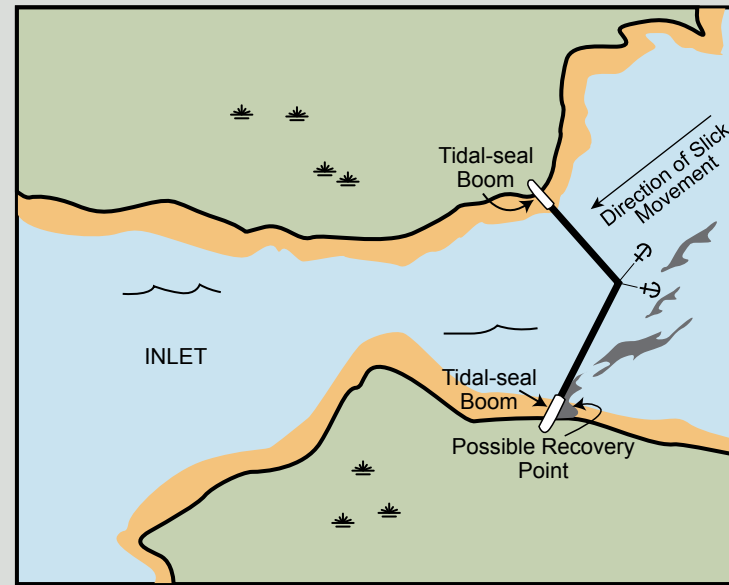 Tidal-seal
Boom
Direction of Slick
Movement
INLET
Tidal-seal
Boom
Possible Recovery
Point